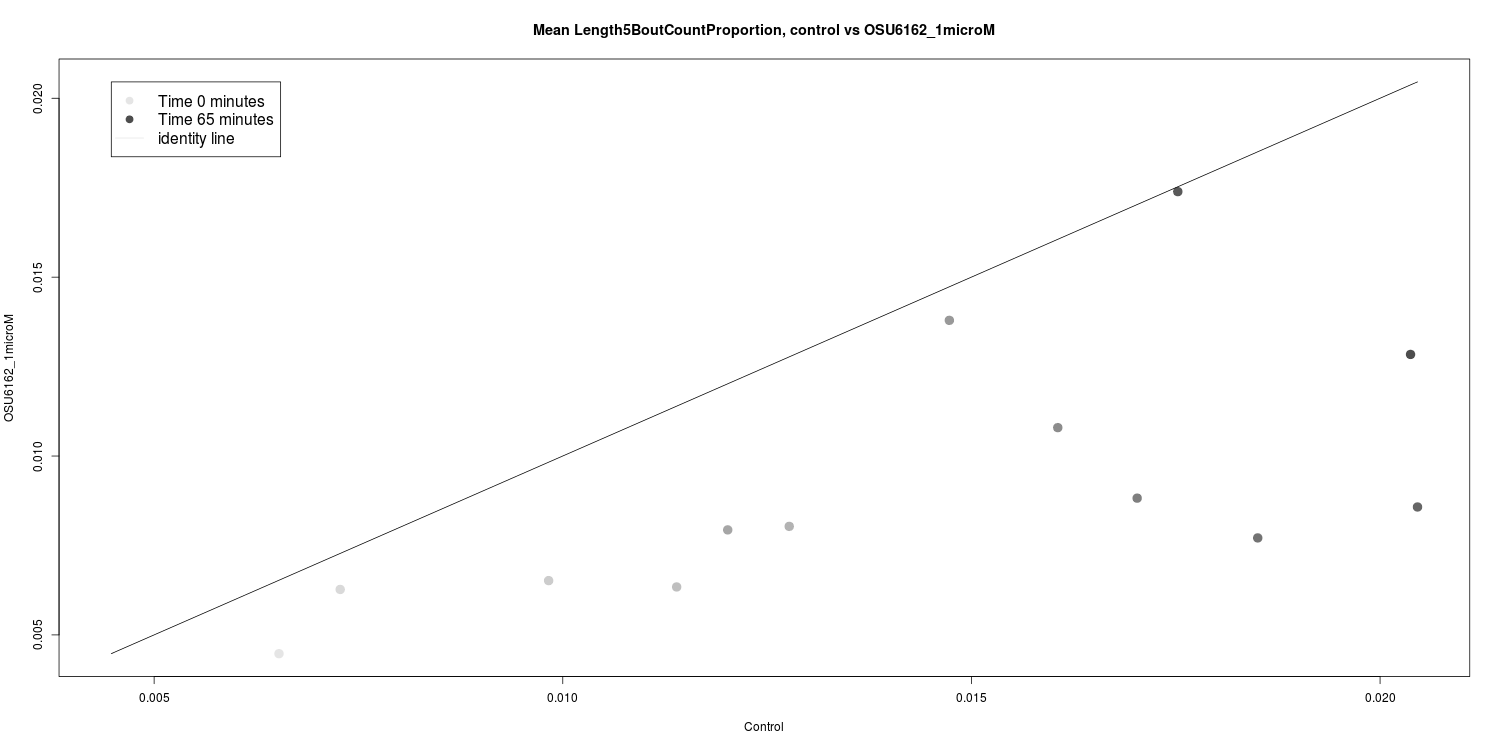 Mean Length5BoutCountProportion, control vs OSU6162_1microM
Time 0 minutes
Time 65 minutes
identity line
0.020
0.015
0.010
0.005
OSU6162_1microM
0.005
0.010
0.015
0.020
Control